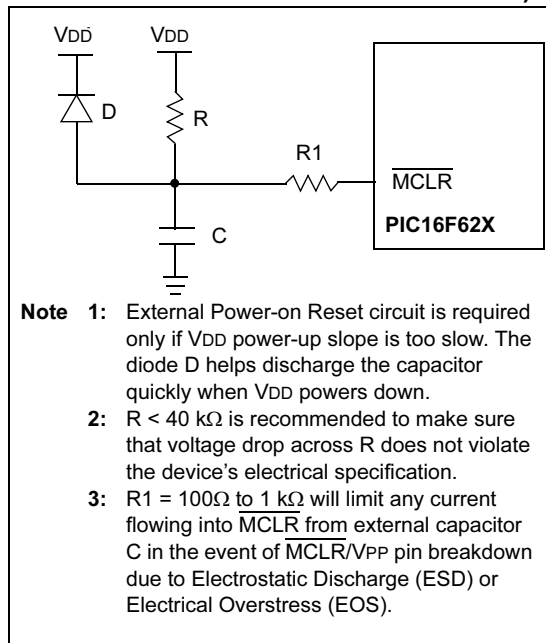 VDD VDD
D
R
R1
MCLR
PIC16F62X
C
Note 1: External Power-on Reset circuit is required
only if VDD power-up slope is too slow. The
diode D helps discharge the capacitor
quickly when VDD powers down.
2: R < 40 kΩ is recommended to make sure
that voltage drop across R does not violate
the device's electrical specification.
3: R1 = 100Ω to 1 kΩ will limit any current
flowing into MCLR from external capacitor
C in the event of MCLR/VPP pin breakdown
due to Electrostatic Discharge (ESD) or
Electrical Overstress (EOS).